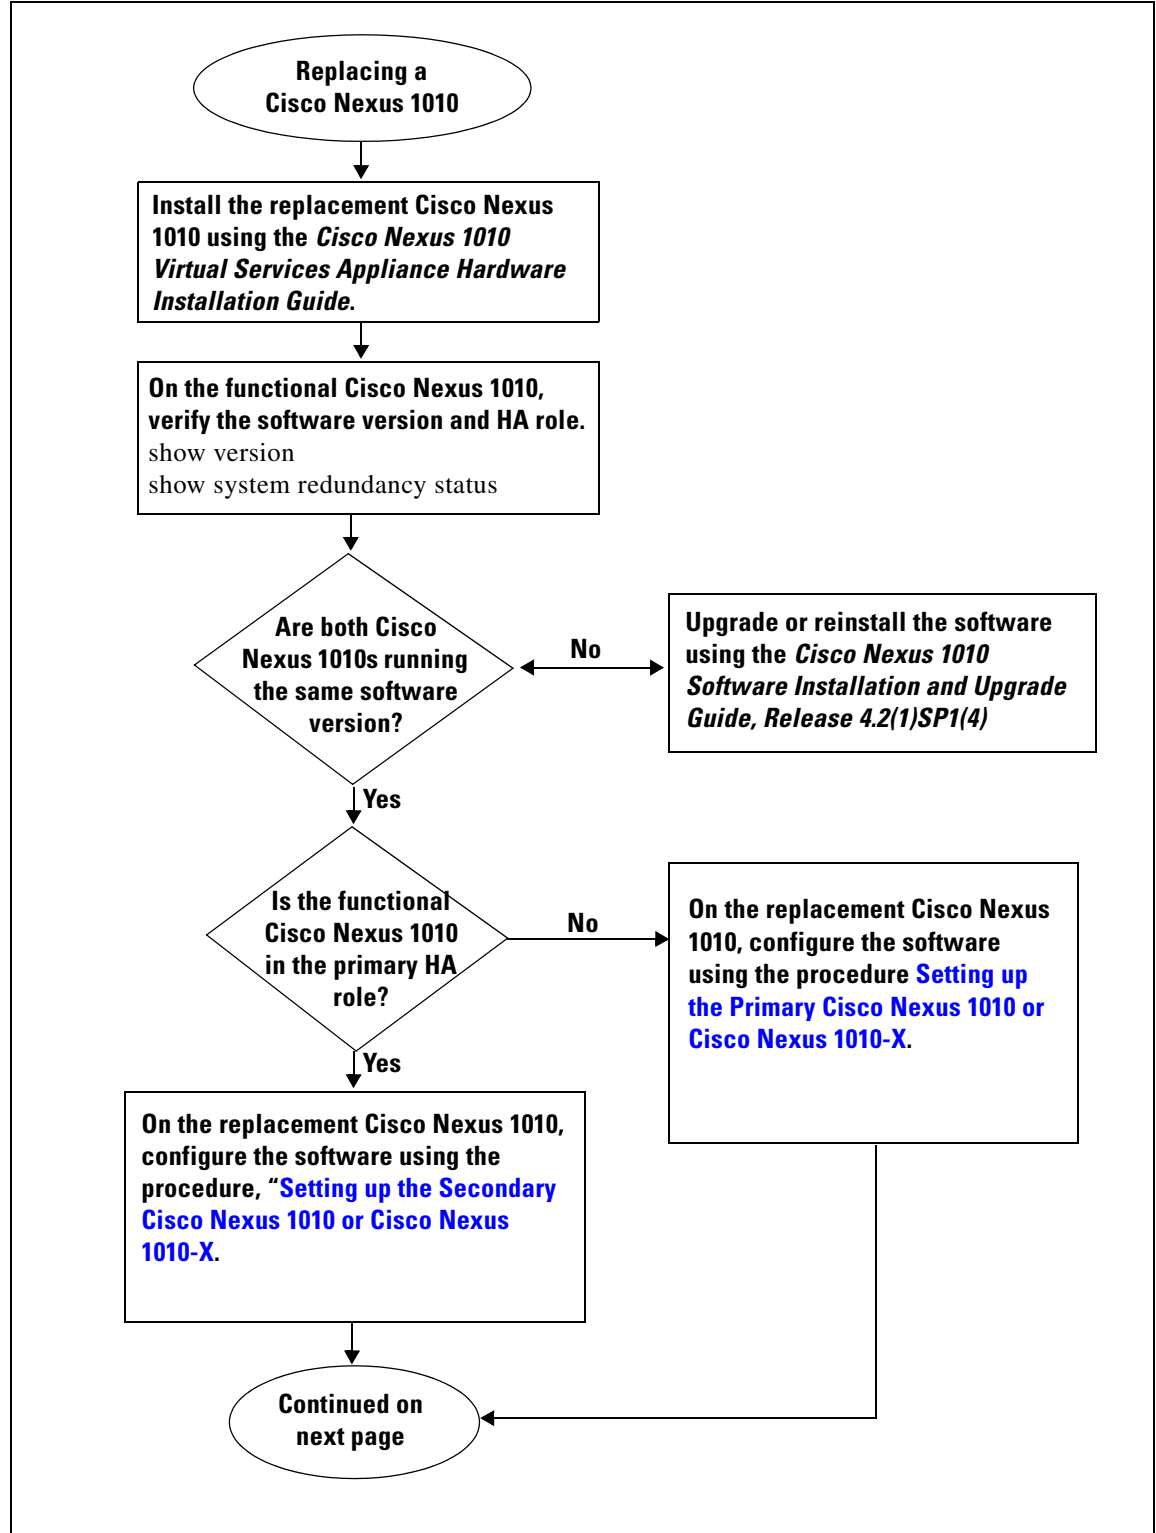 Replacing a
Cisco Nexus 1010
Install the replacement Cisco Nexus
1010 using the Cisco Nexus 1010
Virtual Services Appliance Hardware
Installation Guide.
On the functional Cisco Nexus 1010,
verify the software version and HA role.
show version
show system redundancy status
Are both Cisco
Nexus 1010s running
the same software
version?
No
Upgrade or reinstall the software
using the Cisco Nexus 1010
Software Installation and Upgrade
Guide, Release 4.2(1)SP1(4)
Yes
Is the functional
Cisco Nexus 1010
in the primary HA
role?
No
On the replacement Cisco Nexus
1010, configure the software
using the procedure Setting up
the Primary Cisco Nexus 1010 or
Cisco Nexus 1010-X.
Yes
On the replacement Cisco Nexus 1010,
configure the software using the
procedure, “Setting up the Secondary
Cisco Nexus 1010 or Cisco Nexus
1010-X.
Continued on
next page